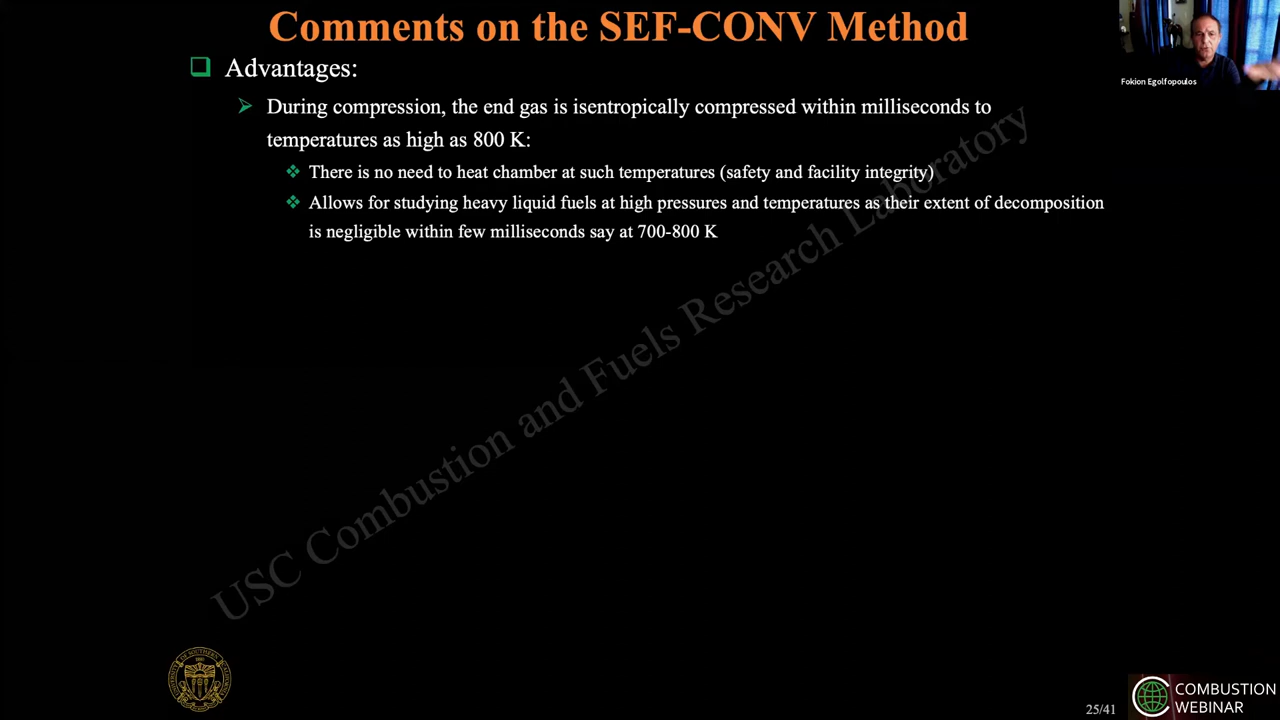 Comments on the SEF-CONV Method
Fokion Egolfopoulos
Advantages:
During compression, the end gas is isentropically compressed within milliseconds to
temperatures as high as 800 K:
There is no need to heat chamber at such temperatures (safety and facility integrity)
Allows for studying heavy liquid fuels at high pressures and temperatures as their extent of decomposition
is negligible within few milliseconds say at 700-800 K
USC Combustion and Fuels Research Laboratory
25/41
COMBUSTION
WEBINAR